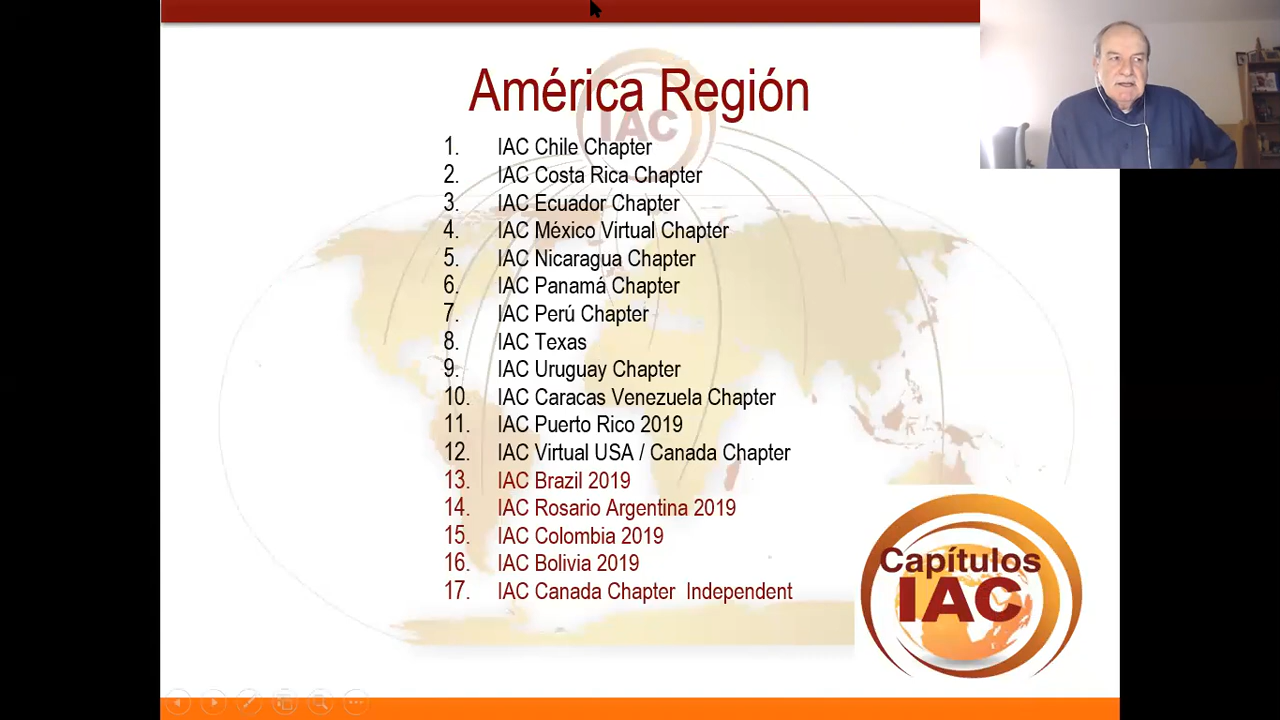 América Región
IAC
1. IAC Chile Chapter
2. IAC Costa Rica Chapter
3. IAC Ecuador Chapter
4. IAC México Virtual Chapter
5. IAC Nicaragua Chapter
6. IAC Panamá Chapter
7. IAC Perú Chapter
8. IAC Texas
9. IAC Uruguay Chapter
10. IAC Caracas Venezuela Chapter
11. IAC Puerto Rico 2019
12. IAC Virtual USA / Canada Chapter
13. IAC Brazil 2019
14. IAC Rosario Argentina 2019
15. IAC Colombia 2019
16. IAC Bolivia 2019
17. IAC Canada Chapter Independent
Capítulos
IAC